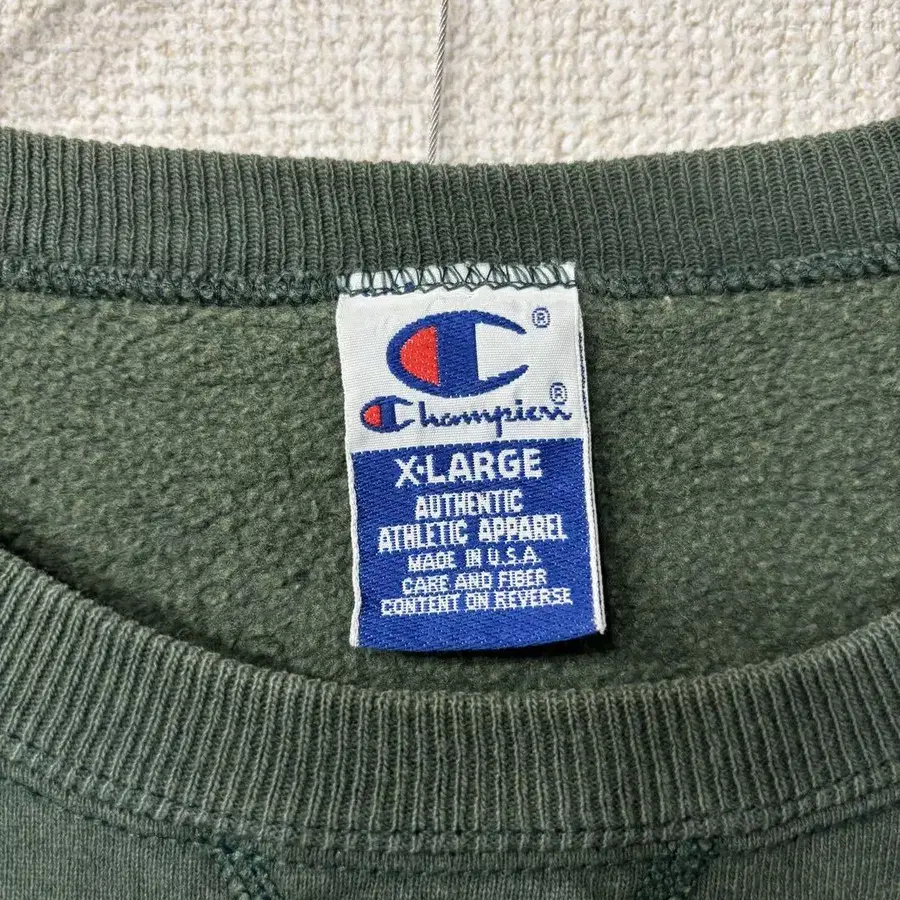 C ®
Champion ®
X·LARGE
AUTHENTIC
ATHLETIC APPAREL
MADE IN U.S.A.
CARE AND FIBER
CONTENT ON REVERSE